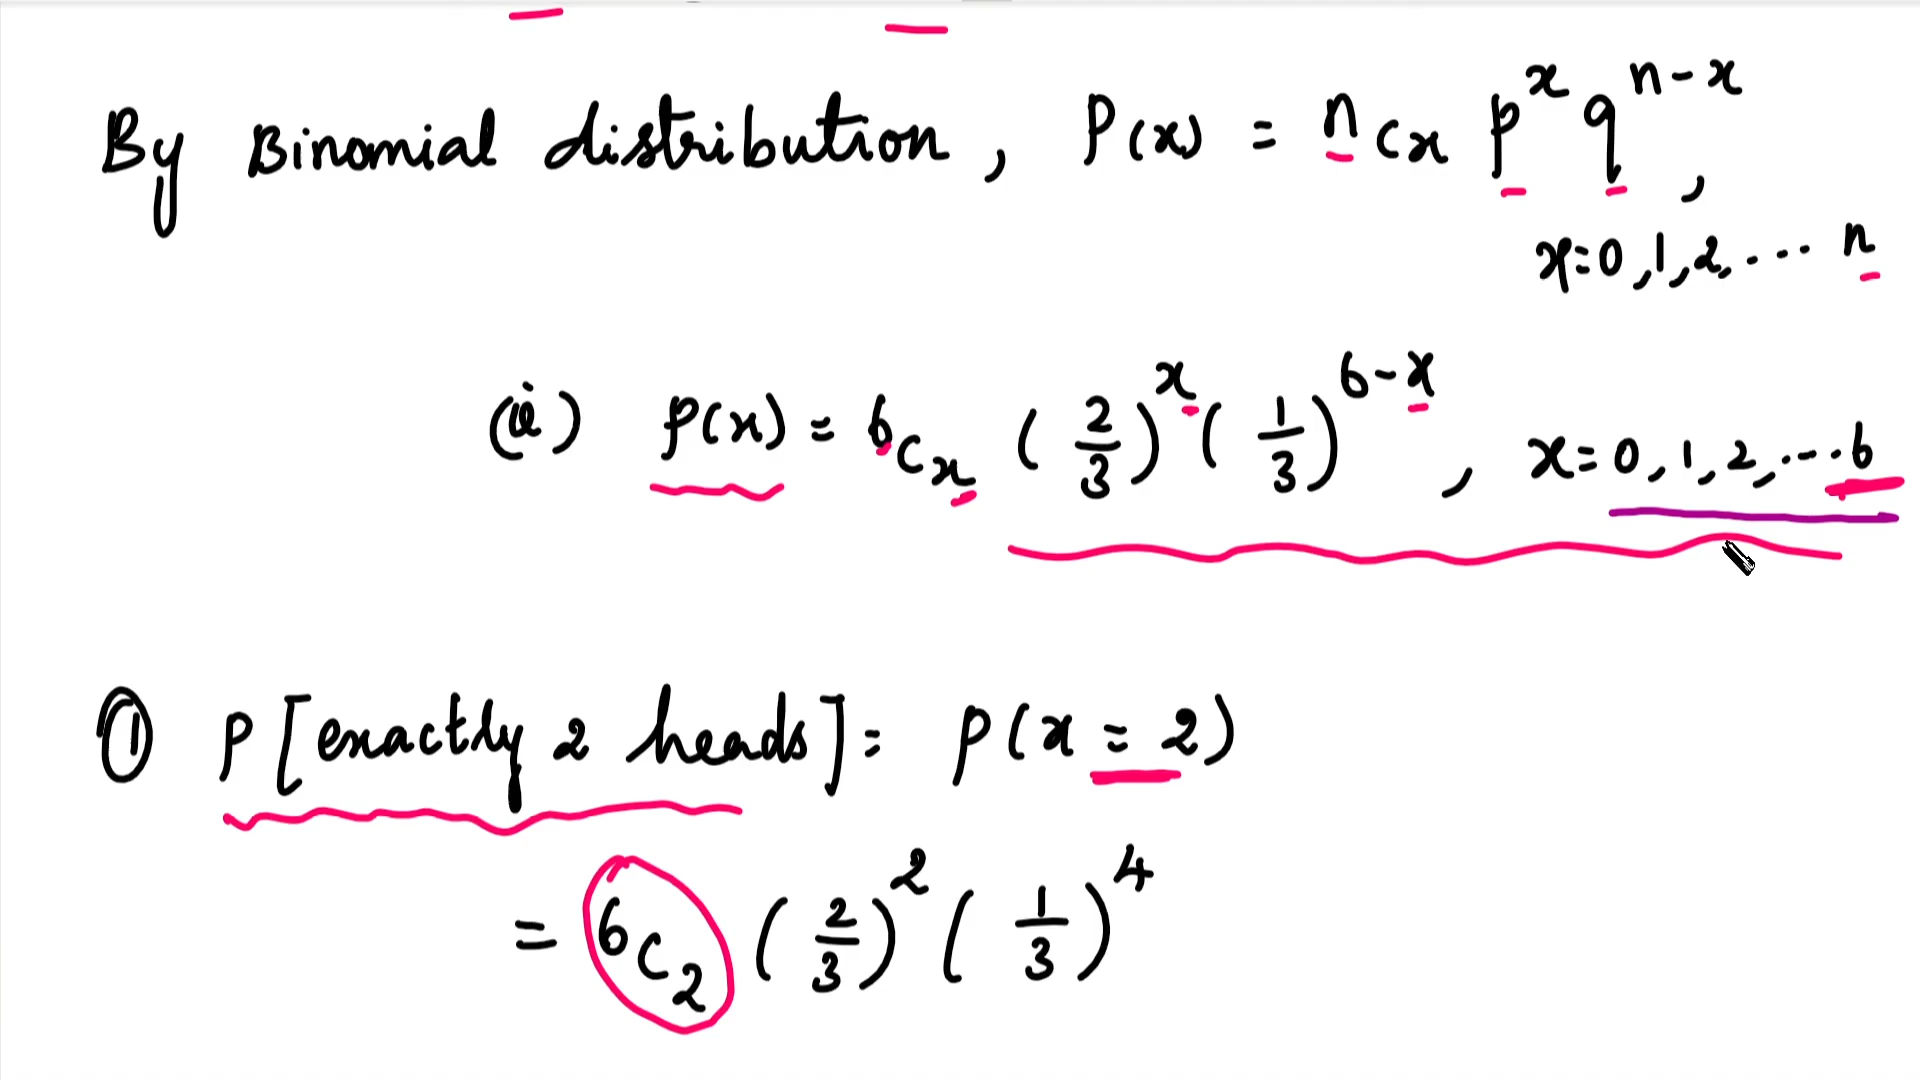 By Binomial distribution, P(x) = nCx p^x q^(n-x),
x=0,1,2,... n
(ie) P(x) = 6Cx (2/3)^x (1/3)^(6-x), x=0,1,2,...6
① P[exactly 2 heads]= P(x=2)
= 6C2 (2/3)^2 (1/3)^4